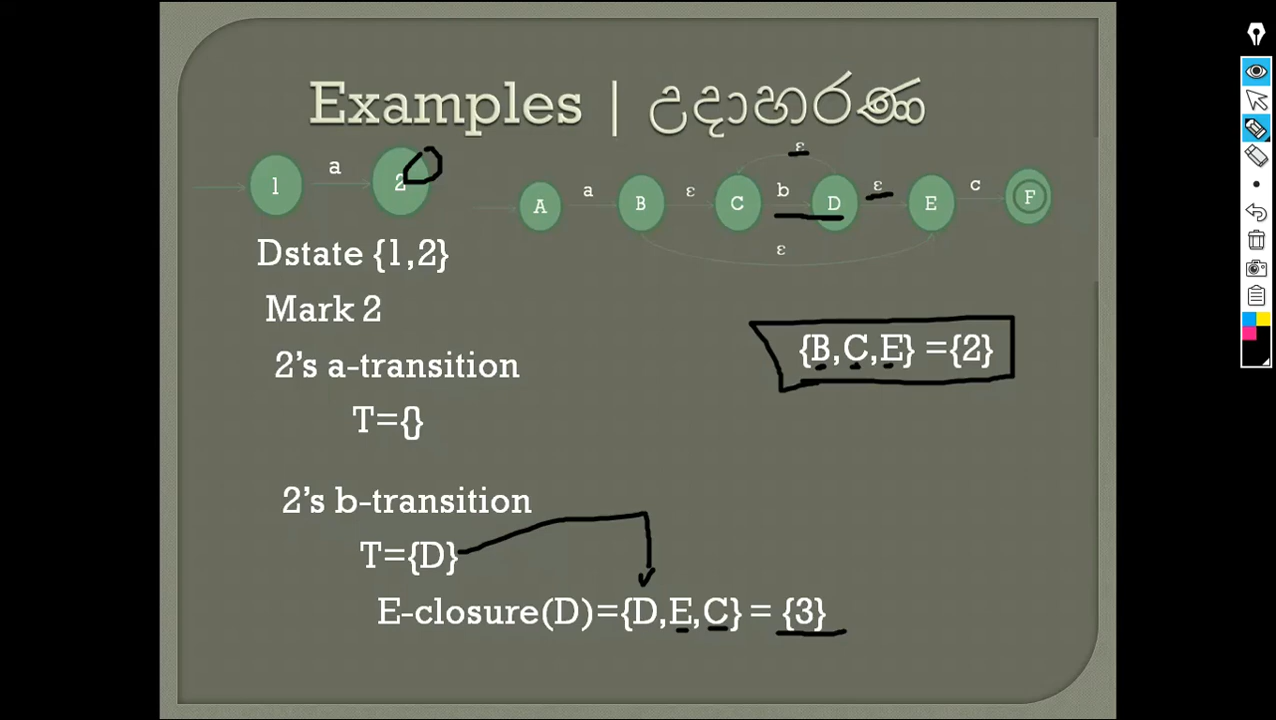 Examples | උදාහරණ
1 a 2
A a B ε C b D ε E c F
ε
ε
Dstate {1,2}
Mark 2
2's a-transition
{B,C,E} ={2}
T={}
2's b-transition
T={D}
E-closure(D)={D,E,C} = {3}